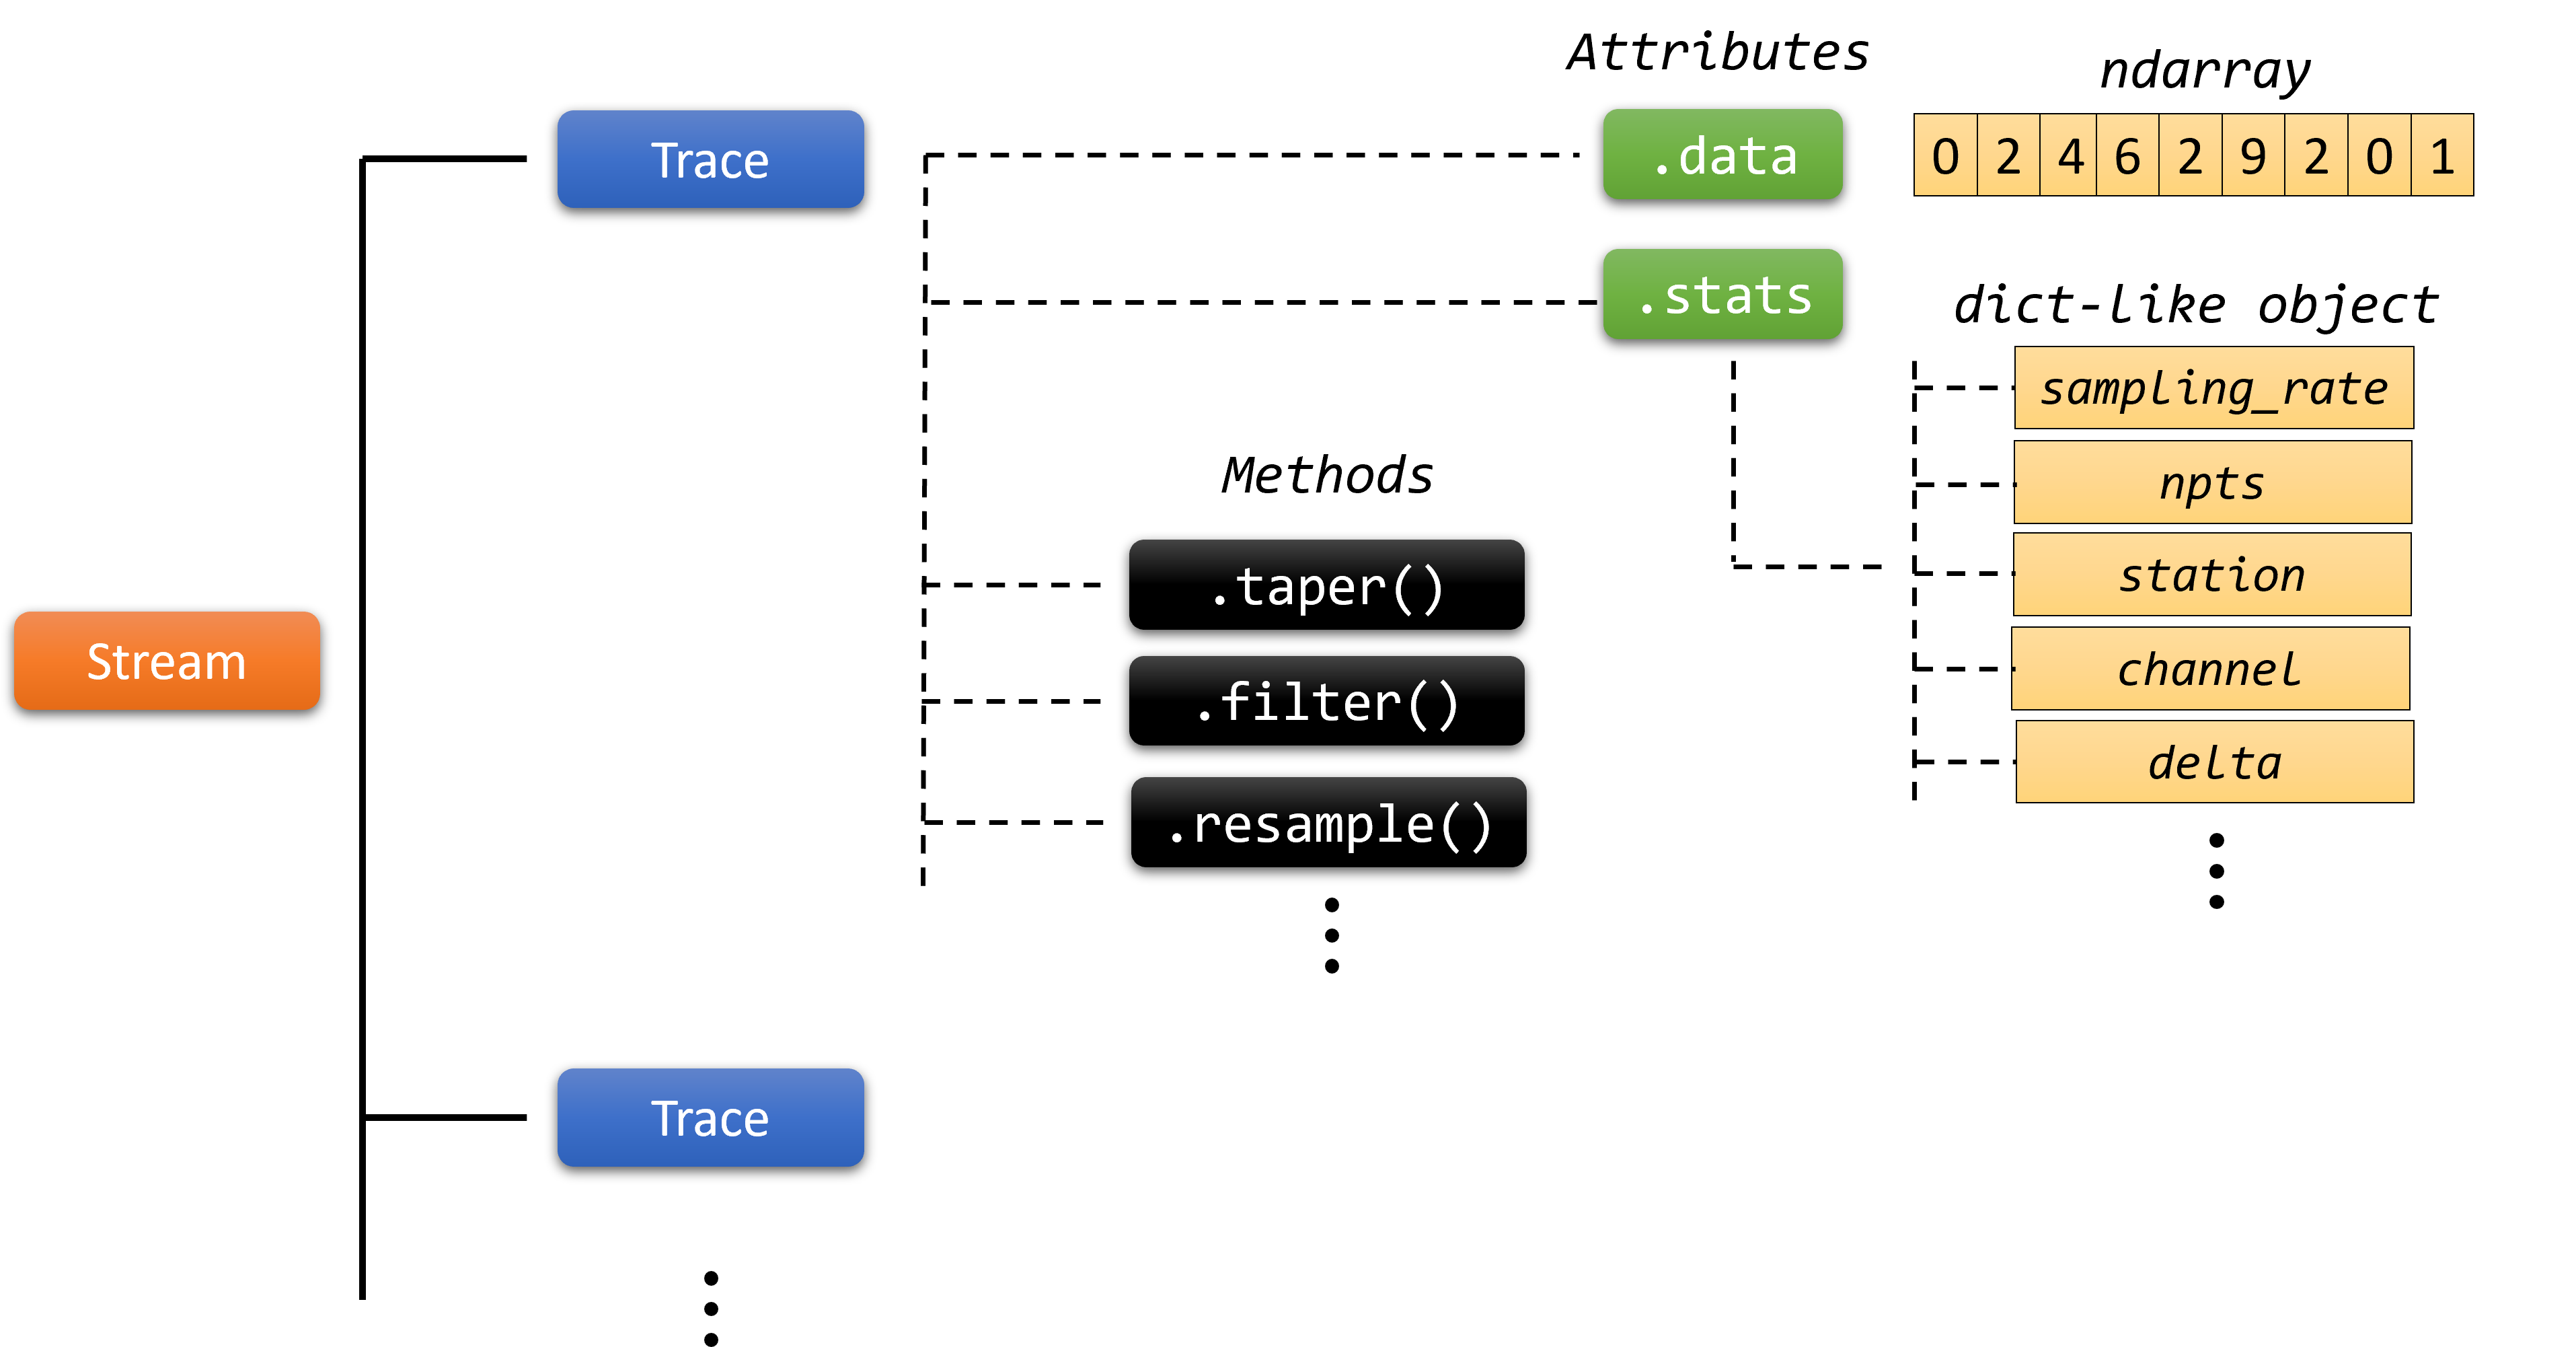 Attributes
ndarray
Trace
.data
0 2 4 6 2 9 2 0 1
.stats
dict-like object
sampling_rate
Methods
npts
.taper()
station
Stream
.filter()
channel
delta
.resample()
Trace